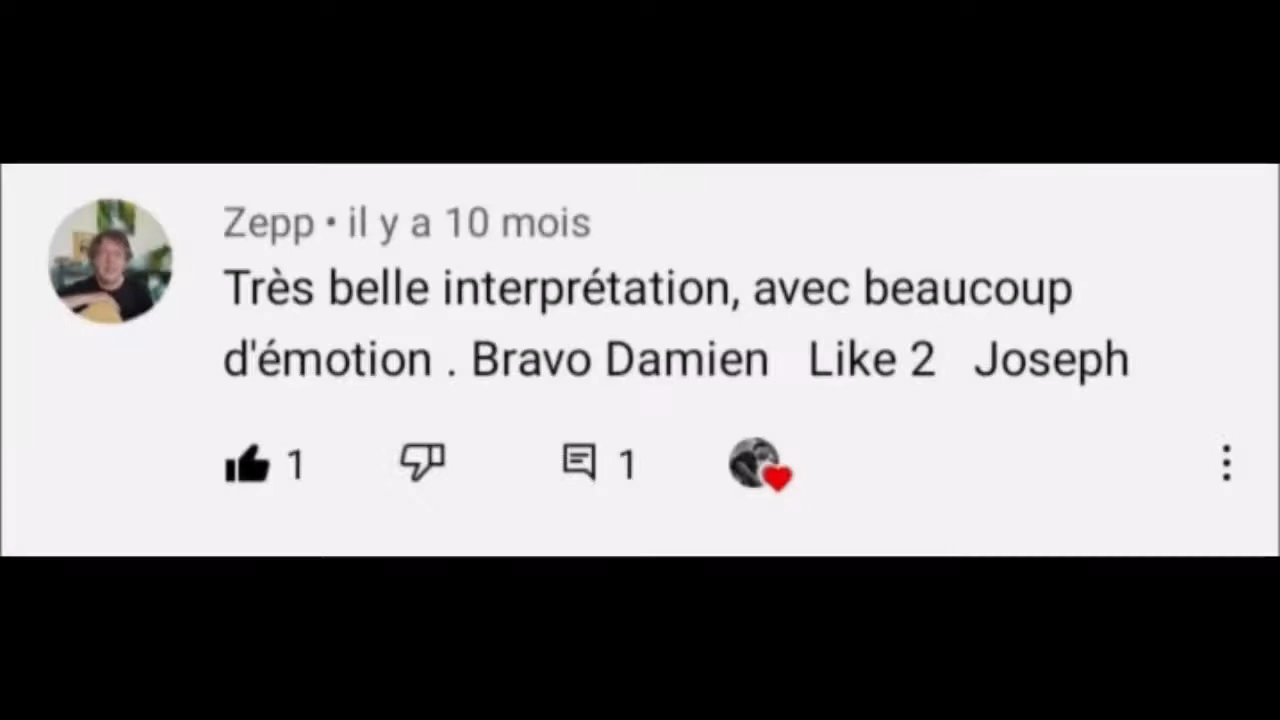 Zepp • il y a 10 mois
Très belle interprétation, avec beaucoup
d'émotion . Bravo Damien   Like 2   Joseph
1 1